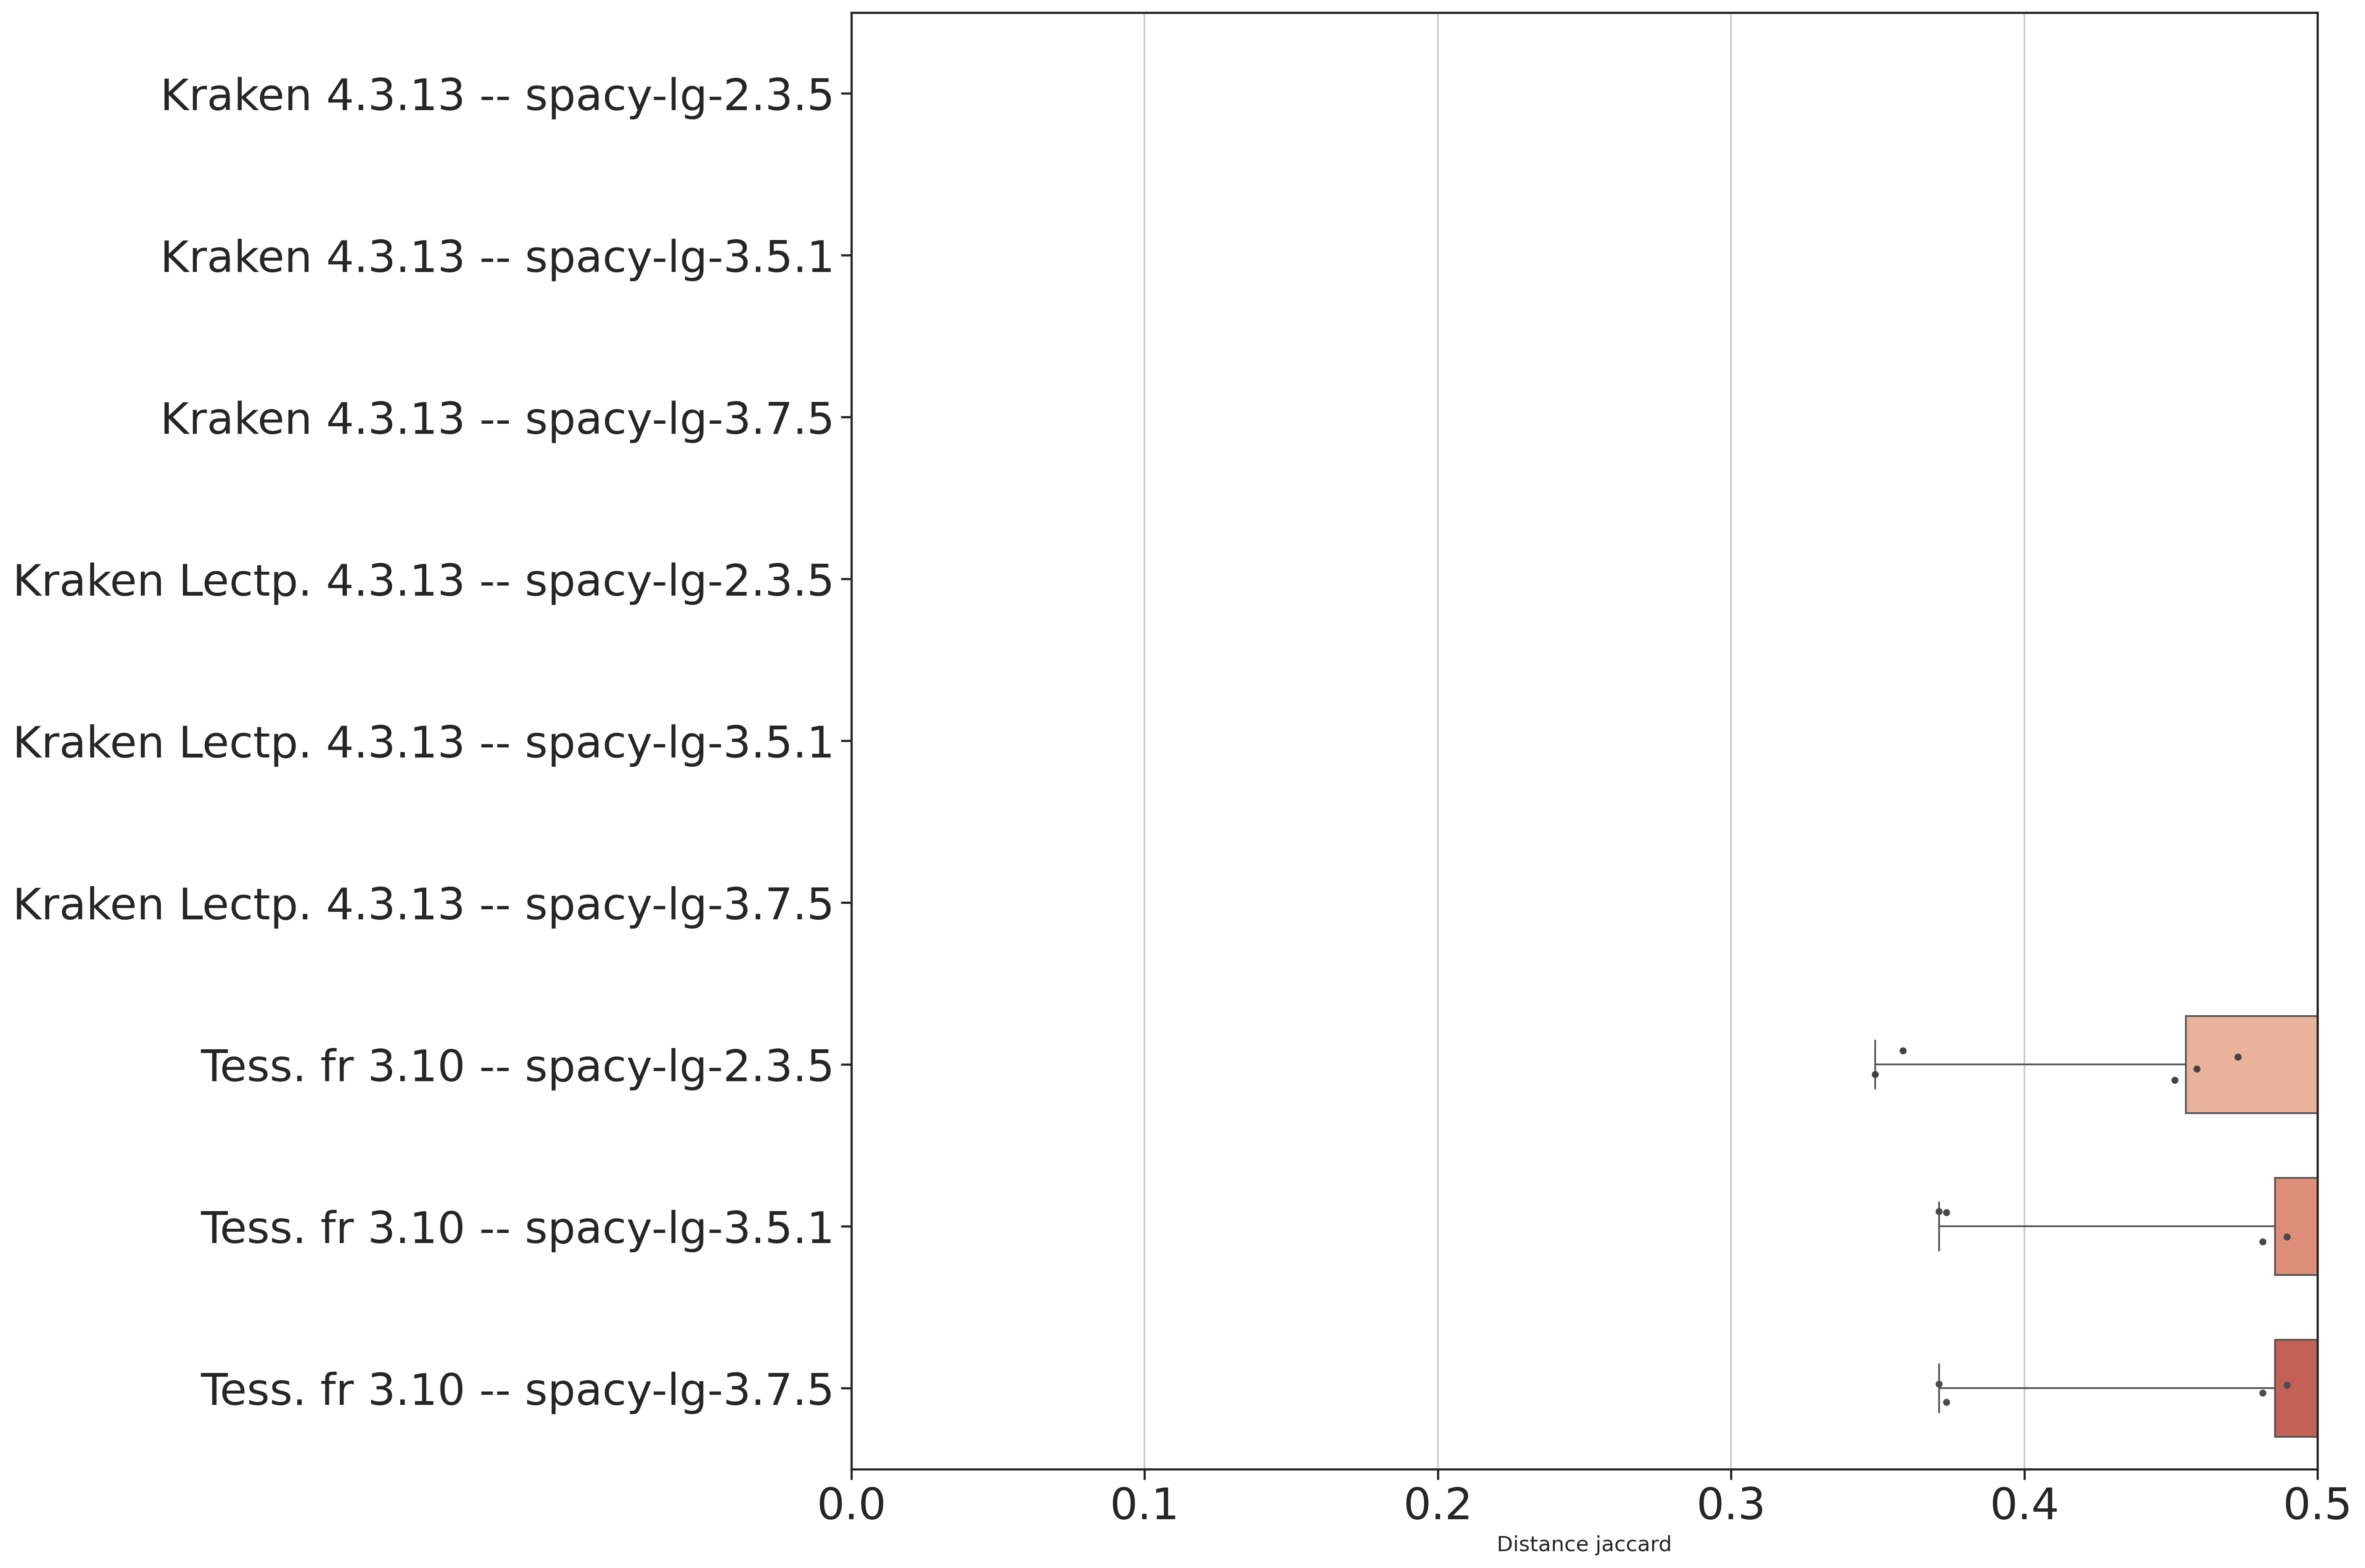 Kraken 4.3.13 -- spacy-lg-2.3.5
Kraken 4.3.13 -- spacy-lg-3.5.1
Kraken 4.3.13 -- spacy-lg-3.7.5
Kraken Lectp. 4.3.13 -- spacy-lg-2.3.5
Kraken Lectp. 4.3.13 -- spacy-lg-3.5.1
Kraken Lectp. 4.3.13 -- spacy-lg-3.7.5
Tess. fr 3.10 -- spacy-lg-2.3.5
Tess. fr 3.10 -- spacy-lg-3.5.1
Tess. fr 3.10 -- spacy-lg-3.7.5
0.0 0.1 0.2 0.3 0.4 0.5
Distance jaccard